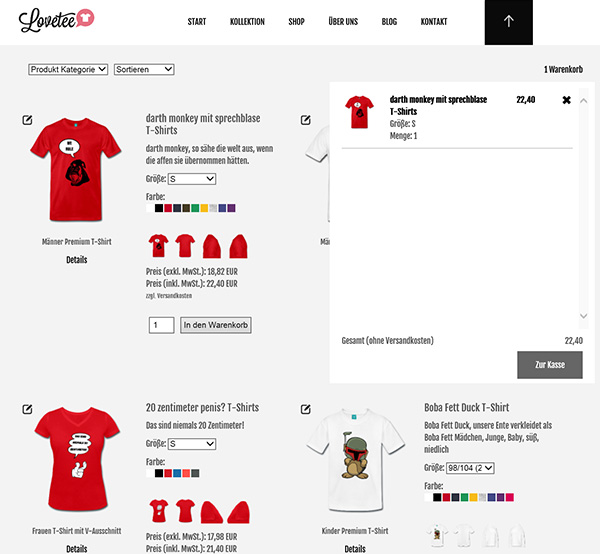 Lovetee
START KOLLEKTION SHOP ÜBER UNS BLOG KONTAKT
Produkt Kategorie Sortieren
1 Warenkorb
darth monkey mit sprechblase
T-Shirts
darth monkey, so sähe die welt aus, wenn
die affen sie übernommen hätten.
Größe: S
Farbe:
WE
RULE
Männer Premium T-Shirt
Details
Preis (exkl. MwSt.): 18,82 EUR
Preis (inkl. MwSt.): 22,40 EUR
zzgl. Versandkosten
1 In den Warenkorb
darth monkey mit sprechblase
T-Shirts
22,40
Größe: S
Menge: 1
Gesamt (ohne Versandkosten) 22,40
Zur Kasse
20 zentimeter penis? T-Shirts
Das sind niemals 20 Zentimeter!
Größe: S
Farbe:
Frauen T-Shirt mit V-Ausschnitt
Details
Preis (exkl. MwSt.): 17,98 EUR
Preis (inkl. MwSt.): 21,40 EUR
Boba Fett Duck T-Shirt
Boba Fett Duck, unsere Ente verkleidet als
Boba Fett Mädchen, Junge, Baby, süß,
niedlich
Größe: 98/104 (2
Farbe:
Kinder Premium T-Shirt
Details